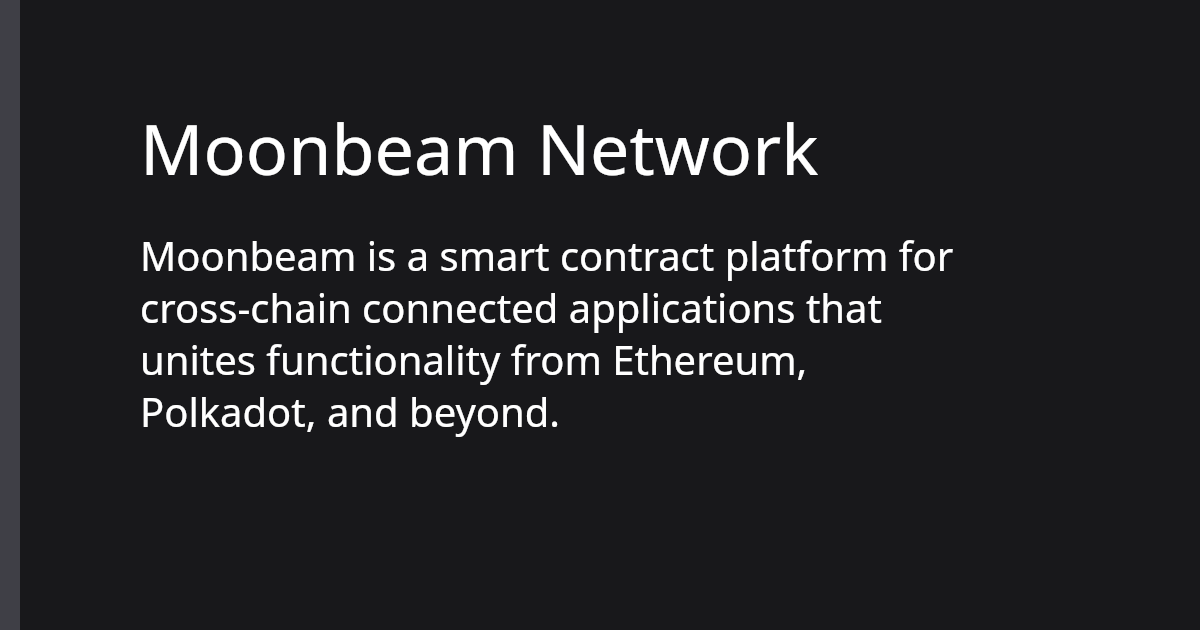 Moonbeam Network
Moonbeam is a smart contract platform for
cross-chain connected applications that
unites functionality from Ethereum,
Polkadot, and beyond.